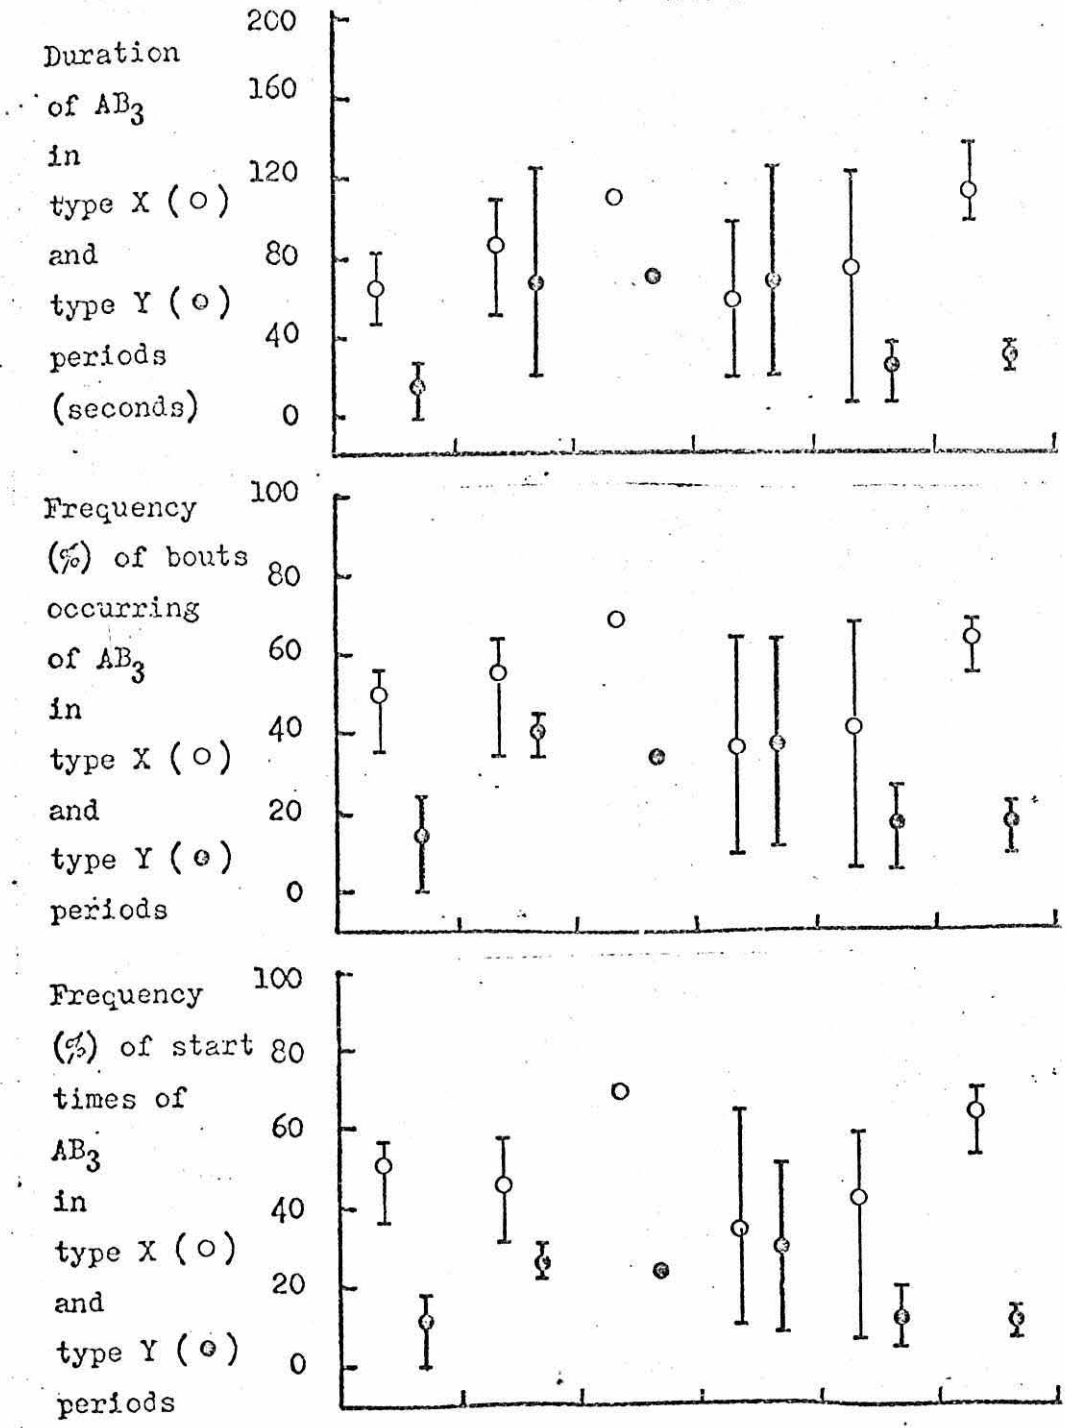 200
Duration
160
of AB3
in
120
type X (○)
and
80
type Y (●)
40
periods
(seconds)
0
100
Frequency
(%) of bouts
80
occurring
60
of AB3
in
40
type X (○)
and
20
type Y (●)
0
periods
100
Frequency
(%) of start
80
times of
60
AB3
in
40
type X (○)
20
and
type Y (●)
0
periods